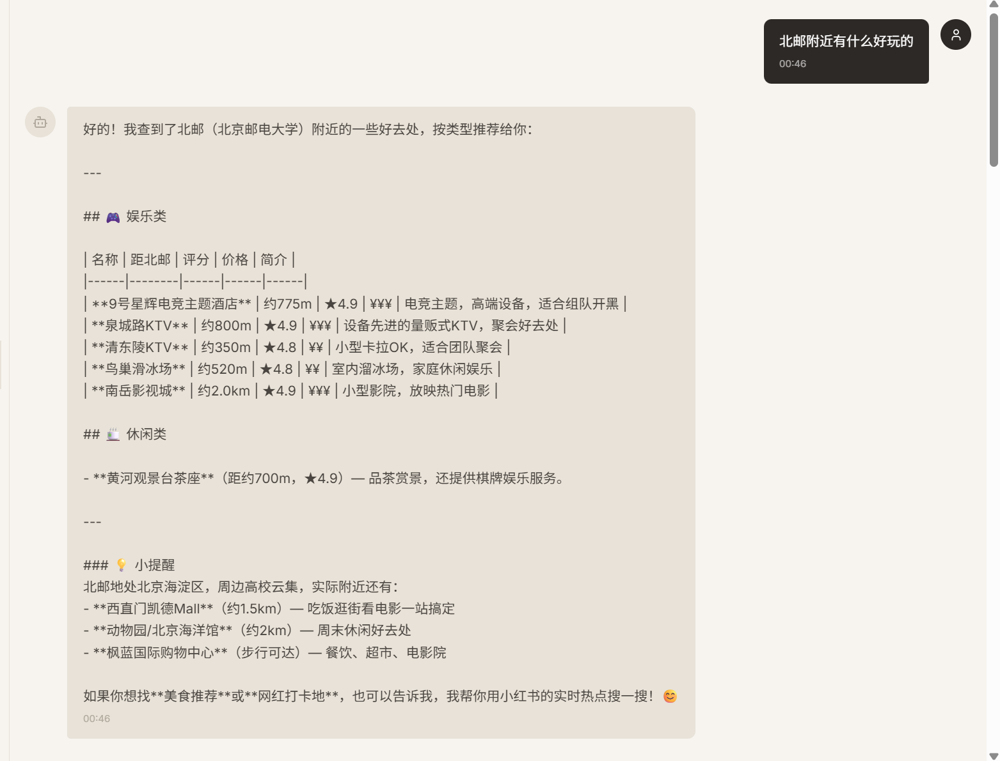 北邮附近有什么好玩的
00:46
好的！我查到了北邮（北京邮电大学）附近的一些好去处，按类型推荐给你：
---
## 🎮 娱乐类
| 名称 | 距北邮 | 评分 | 价格 | 简介 |
|------|--------|------|------|------|
| **9号星辉电竞主题酒店** | 约775m | ★4.9 | ¥¥¥ | 电竞主题，高端设备，适合组队开黑 |
| **泉城路KTV** | 约800m | ★4.9 | ¥¥¥ | 设备先进的量贩式KTV，聚会好去处 |
| **清东陵KTV** | 约350m | ★4.8 | ¥¥ | 小型卡拉OK，适合团队聚会 |
| **鸟巢滑冰场** | 约520m | ★4.8 | ¥¥ | 室内溜冰场，家庭休闲娱乐 |
| **南岳影视城** | 约2.0km | ★4.9 | ¥¥¥ | 小型影院，放映热门电影 |
## 🍵 休闲类
- **黄河观景台茶座**（距约700m，★4.9）— 品茶赏景，还提供棋牌娱乐服务。
---
### 💡 小提醒
北邮地处北京海淀区，周边高校云集，实际附近还有：
- **西直门凯德Mall**（约1.5km）— 吃饭逛街看电影一站搞定
- **动物园/北京海洋馆**（约2km）— 周末休闲好去处
- **枫蓝国际购物中心**（步行可达）— 餐饮、超市、电影院
如果你想找**美食推荐**或**网红打卡地**，也可以告诉我，我帮你用小红书的实时热点搜一搜！😊
00:46